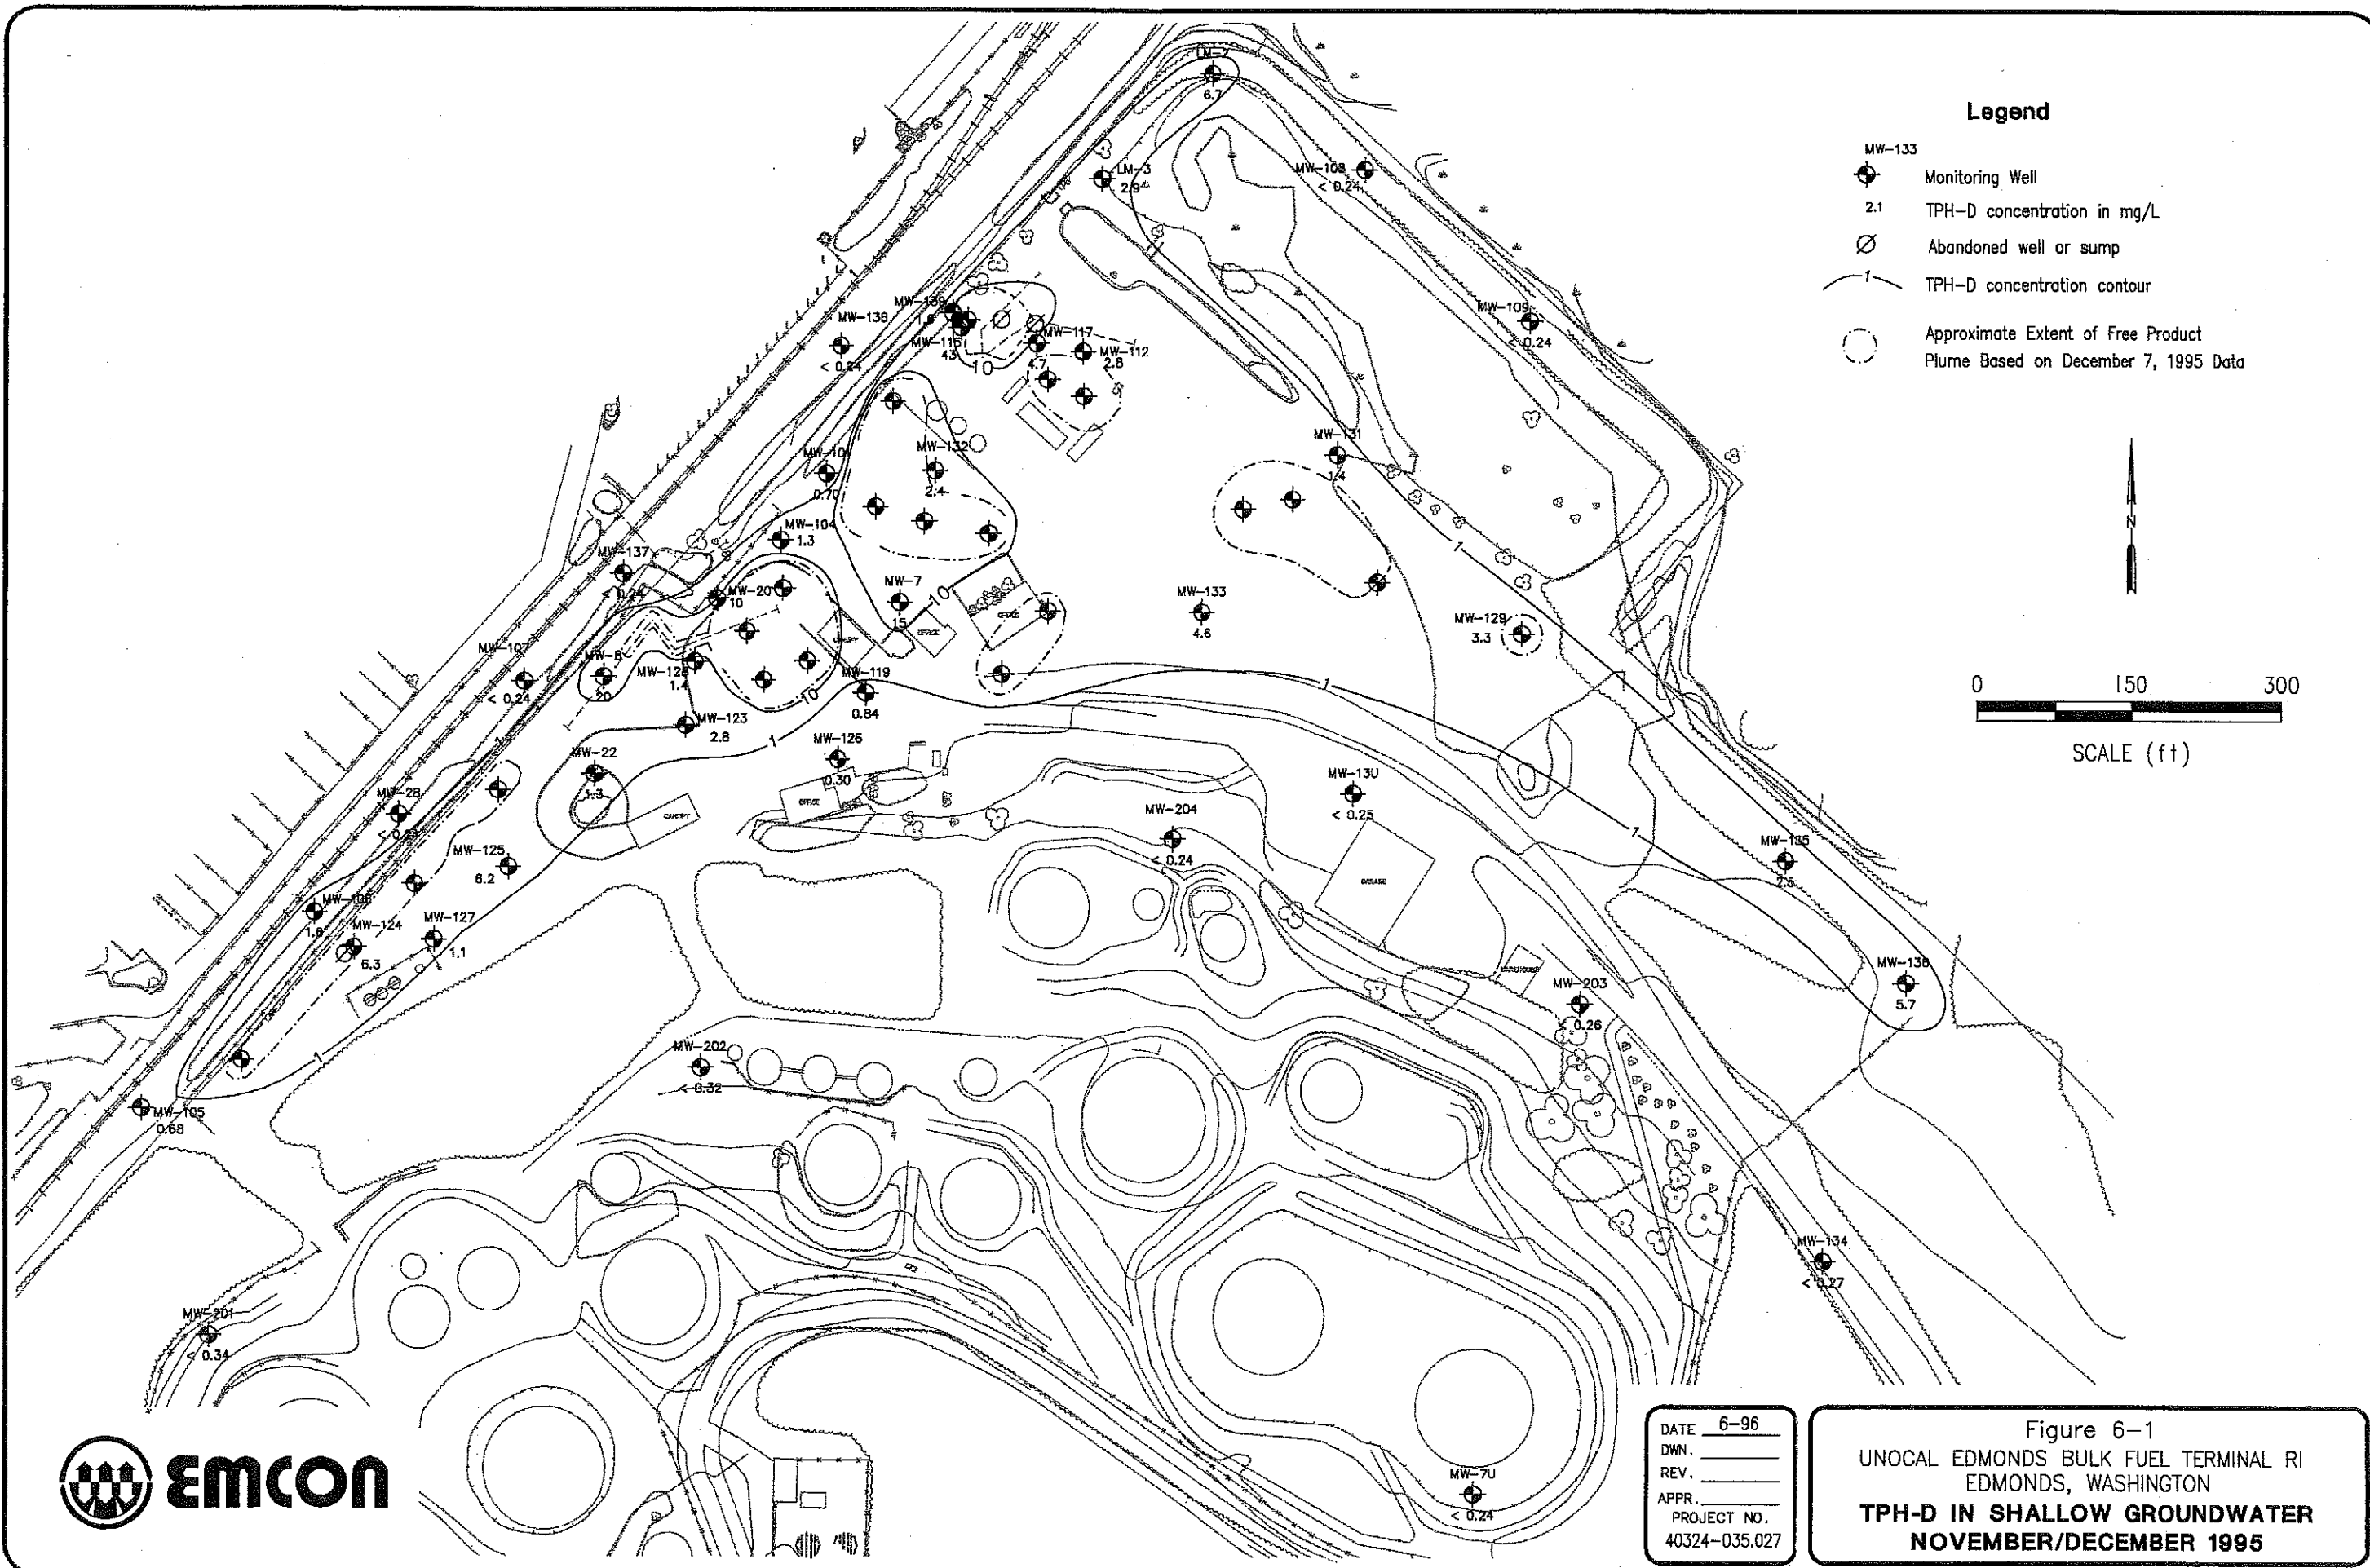 LM-2
6.7
Legend
MW-133
Monitoring Well
2.1 TPH-D concentration in mg/L
Abandoned well or sump
1 TPH-D concentration contour
Approximate Extent of Free Product
Plume Based on December 7, 1995 Data
N
0 150 300
SCALE (ft)
LM-3
2.9
MW-108
< 0.24
MW-109
< 0.24
MW-139
1.6
MW-138
< 0.24
MW-117
4.7
MW-112
2.8
43
10
MW-132
2.4
MW-101
0.70
MW-131
1.4
MW-104
1.3
MW-137
< 0.24
MW-20
10
MW-7
15
10
OFFICE
OFFICE
CANOPY
MW-133
4.6
1
MW-129
3.3
MW-107
< 0.24
MW-8
20
MW-128
1.4
MW-119
0.84
10
1
MW-123
2.8
1
MW-126
0.30
OFFICE
MW-22
1.3
CANOPY
MW-130
< 0.25
MW-204
< 0.24
GARAGE
1
MW-135
2.5
MW-136
5.7
MW-28
MW-125
6.2
MW-106
1.6
MW-124
6.3
MW-127
1.1
1
WAREHOUSE
MW-203
< 0.26
MW-202
< 0.32
MW-105
0.68
MW-134
< 0.27
MW-201
< 0.34
MW-7U
< 0.24
EMCON
DATE 6-96
DWN.
REV.
APPR.
PROJECT NO.
40324-035.027
Figure 6-1
UNOCAL EDMONDS BULK FUEL TERMINAL RI
EDMONDS, WASHINGTON
TPH-D IN SHALLOW GROUNDWATER
NOVEMBER/DECEMBER 1995